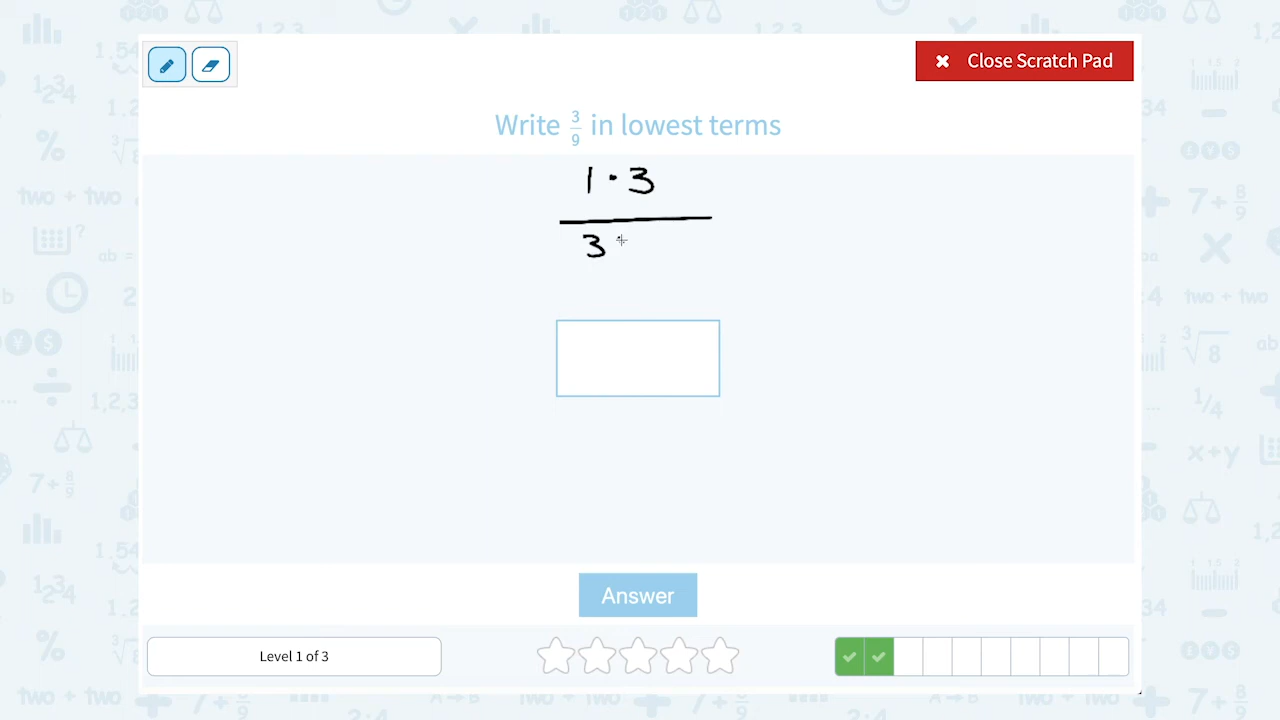 Close Scratch Pad
Write 3/9 in lowest terms
1 · 3
3 ·
Answer
Level 1 of 3